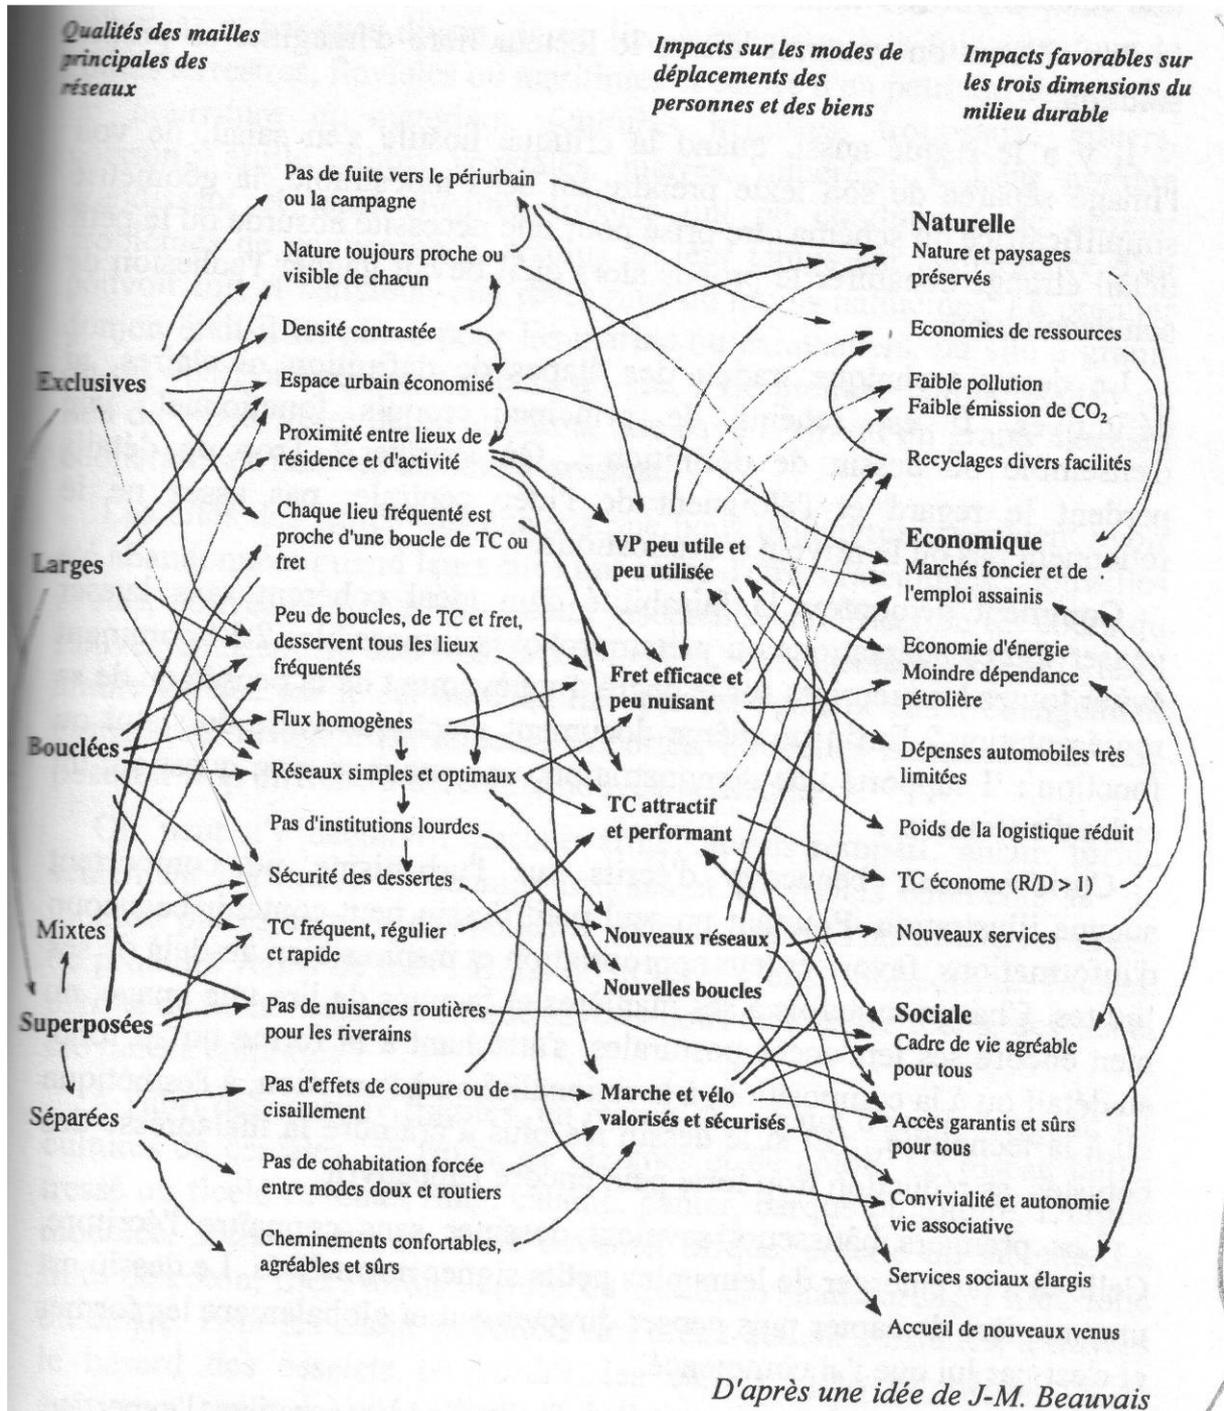 Qualités des mailles
principales des
réseaux
Impacts sur les modes de
déplacements des
personnes et des biens
Impacts favorables sur
les trois dimensions du
milieu durable
Exclusives
Larges
Bouclées
Mixtes
Superposées
Séparées
Pas de fuite vers le périurbain
ou la campagne
Nature toujours proche ou
visible de chacun
Densité contrastée
Espace urbain économisé
Proximité entre lieux de
résidence et d'activité
Chaque lieu fréquenté est
proche d'une boucle de TC ou
fret
Peu de boucles, de TC et fret,
desservent tous les lieux
fréquentés
Flux homogènes
Réseaux simples et optimaux
Pas d'institutions lourdes
Sécurité des dessertes
TC fréquent, régulier
et rapide
Pas de nuisances routières
pour les riverains
Pas d'effets de coupure ou de
cisaillement
Pas de cohabitation forcée
entre modes doux et routiers
Cheminements confortables,
agréables et sûrs
VP peu utile et
peu utilisée
Fret efficace et
peu nuisant
TC attractif
et performant
Nouveaux réseaux
Nouvelles boucles
Marche et vélo
valorisés et sécurisés
Naturelle
Nature et paysages
préservés
Economies de ressources
Faible pollution
Faible émission de CO₂
Recyclages divers facilités
Economique
Marchés foncier et de
l'emploi assainis
Economie d'énergie
Moindre dépendance
pétrolière
Dépenses automobiles très
limitées
Poids de la logistique réduit
TC économe (R/D > 1)
Nouveaux services
Sociale
Cadre de vie agréable
pour tous
Accès garantis et sûrs
pour tous
Convivialité et autonomie
vie associative
Services sociaux élargis
Accueil de nouveaux venus
D'après une idée de J-M. Beauvais